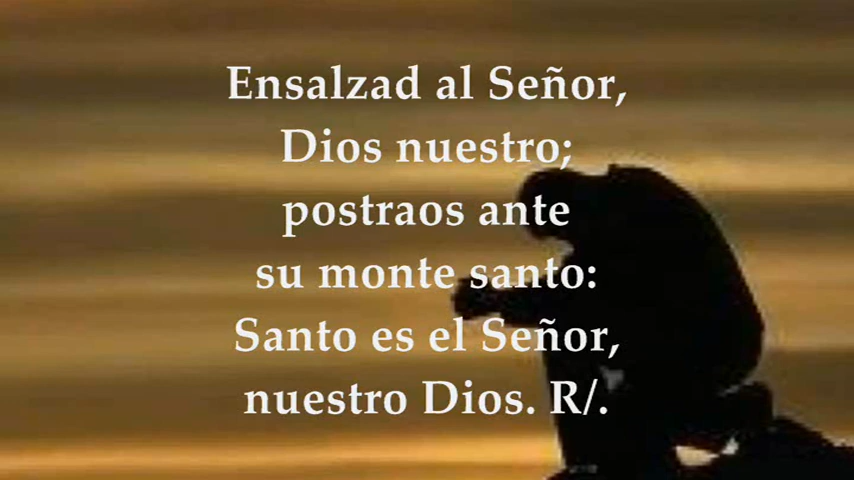 Ensalzad al Señor,
Dios nuestro;
postraos ante
su monte santo:
Santo es el Señor,
nuestro Dios. R/.